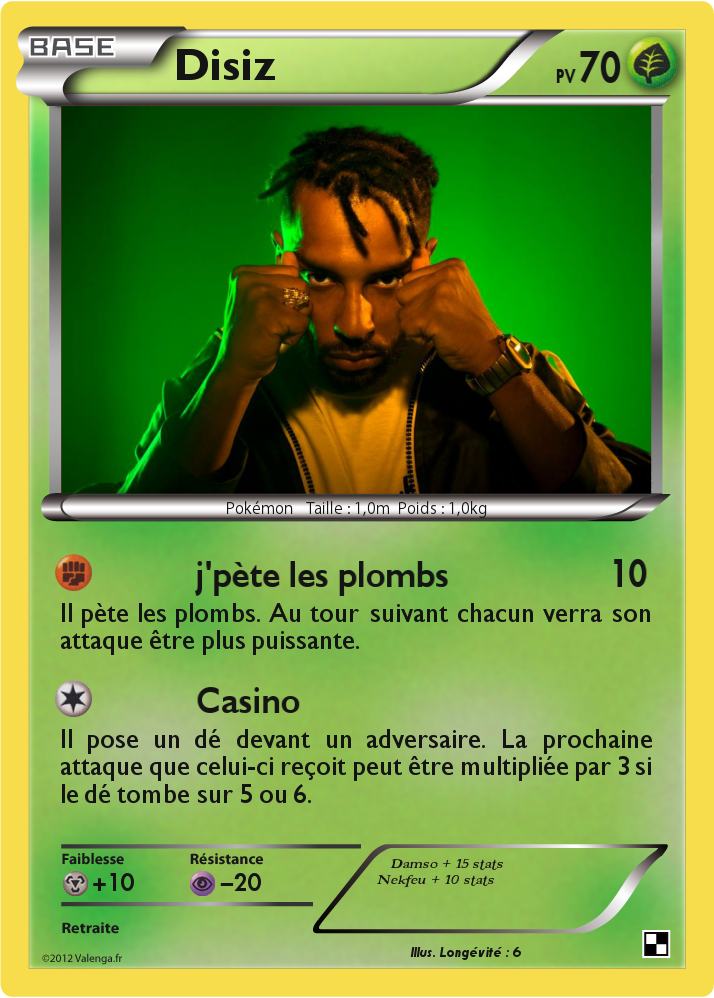 BASE
Disiz
PV 70
Pokémon Taille : 1,0m Poids : 1,0kg
j'pète les plombs 10
Il pète les plombs. Au tour suivant chacun verra son
attaque être plus puissante.
Casino
Il pose un dé devant un adversaire. La prochaine
attaque que celui-ci reçoit peut être multipliée par 3 si
le dé tombe sur 5 ou 6.
Faiblesse Résistance
+10 –20
Damso + 15 stats
Nekfeu + 10 stats
Retraite
Illus. Longévité : 6
©2012 Valenga.fr